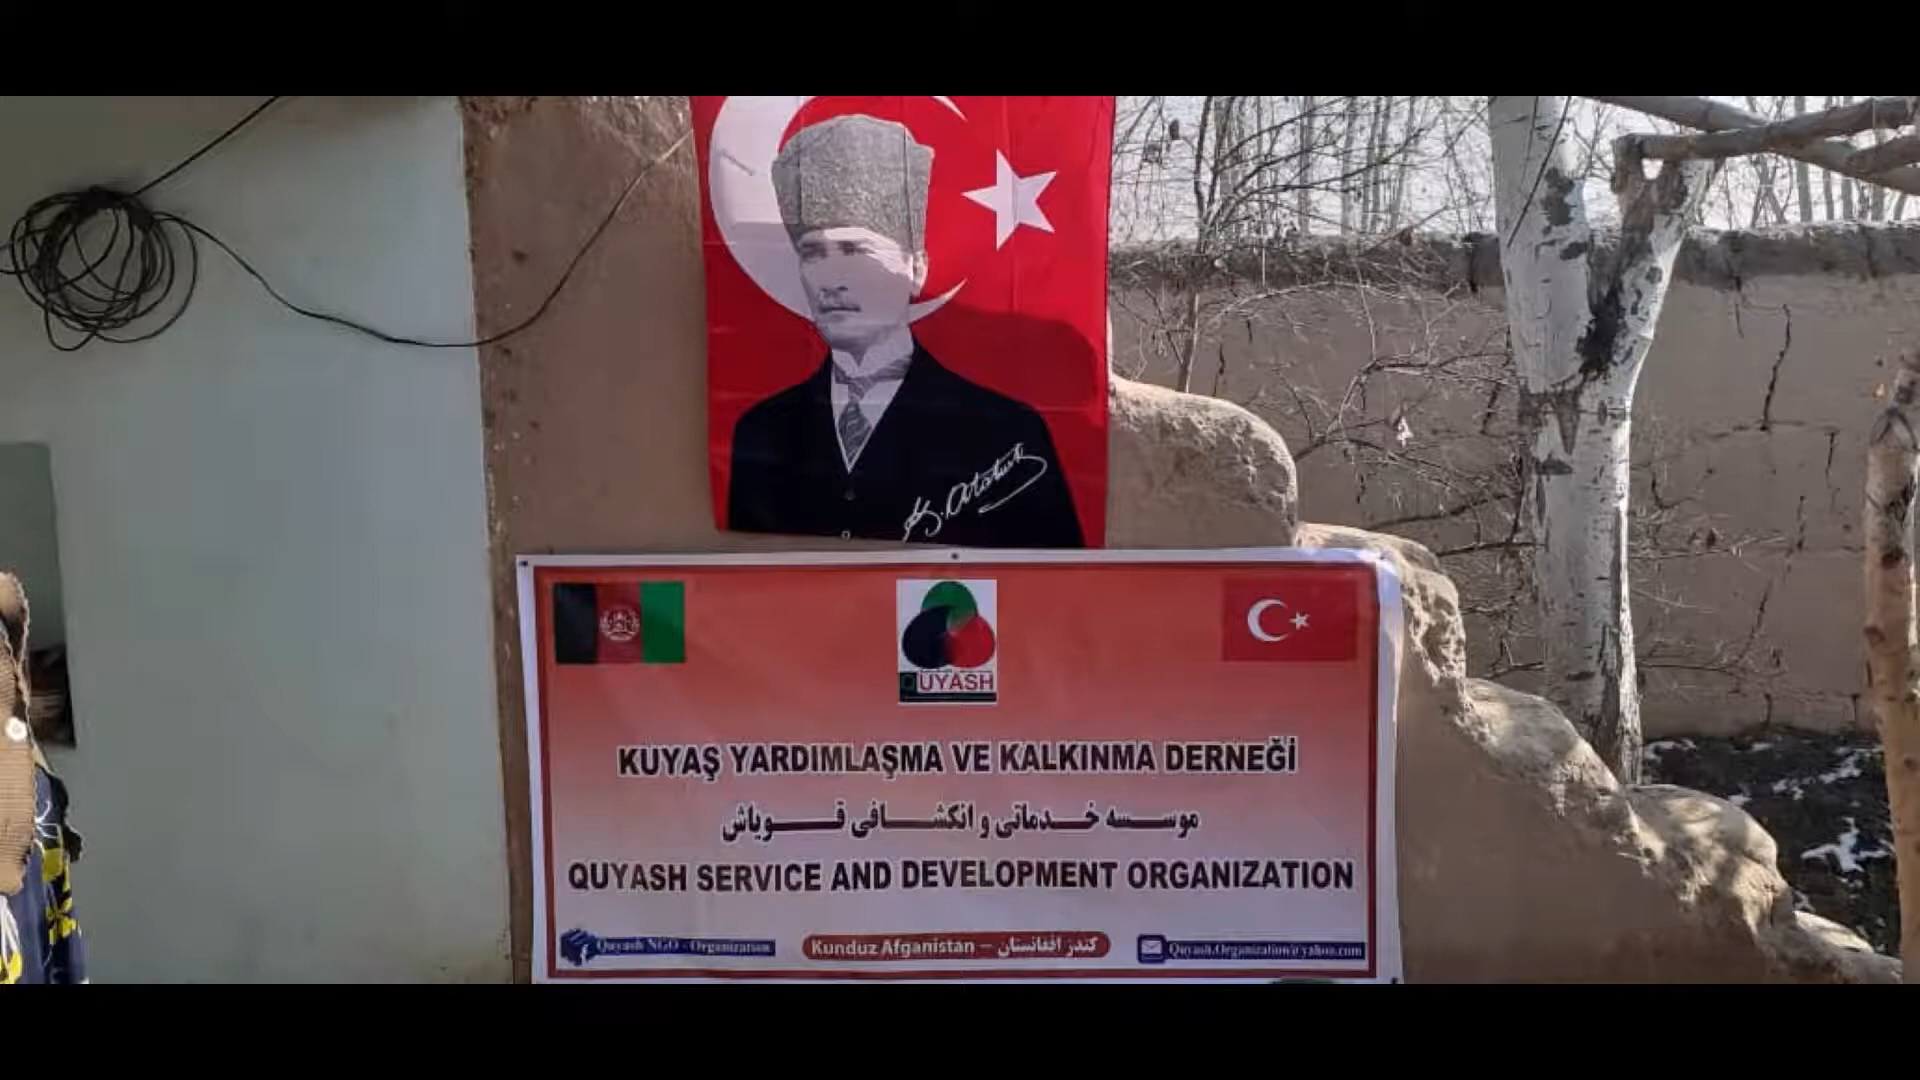 K. Atatürk
QUYASH
KUYAŞ YARDIMLAŞMA VE KALKINMA DERNEĞİ
موسسه خدماتی و انکشافی قویاش
QUYASH SERVICE AND DEVELOPMENT ORGANIZATION
Quyash NGO - Organization
Kunduz Afganistan – کندز افغانستان
Quyash.Organization@yahoo.com